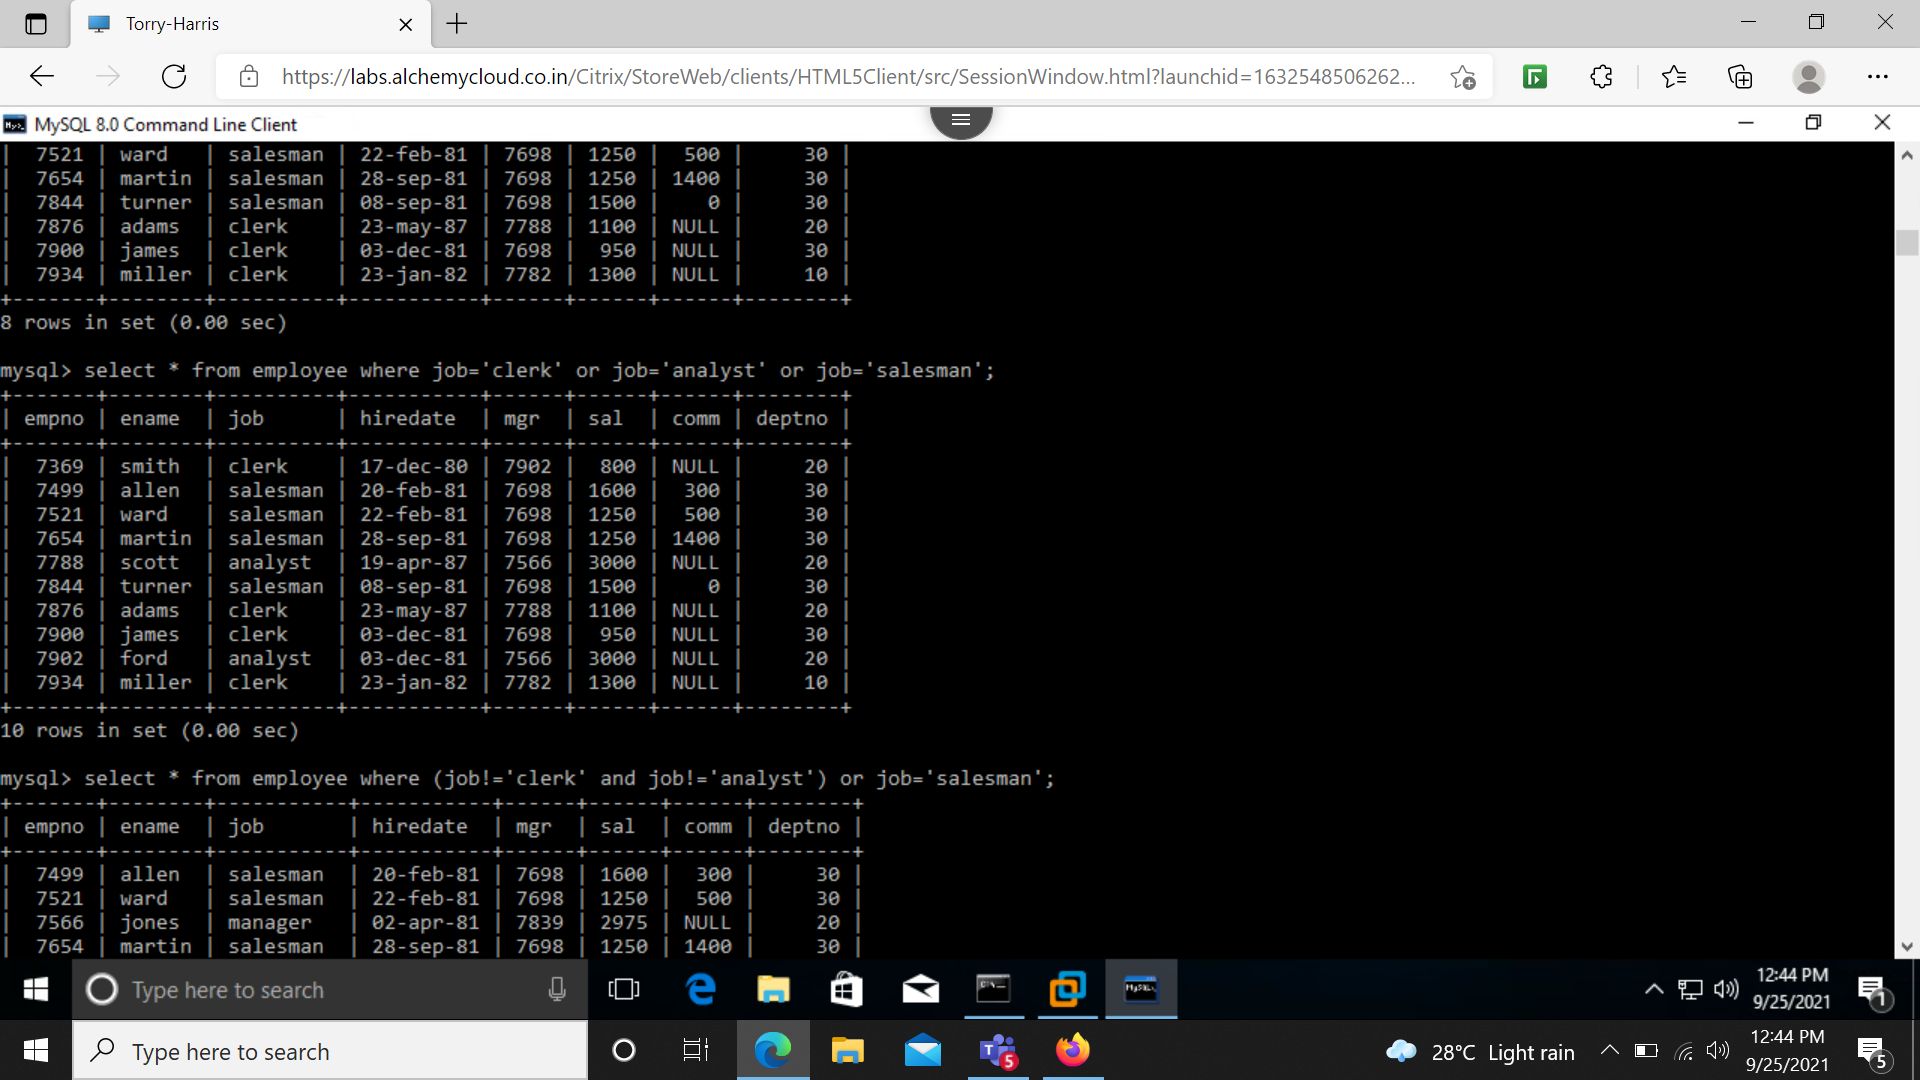 Torry-Harris
https://labs.alchemycloud.co.in/Citrix/StoreWeb/clients/HTML5Client/src/SessionWindow.html?launchid=1632548506262...
MySQL 8.0 Command Line Client
| 7521 | ward | salesman | 22-feb-81 | 7698 | 1250 | 500 | 30 |
| 7654 | martin | salesman | 28-sep-81 | 7698 | 1250 | 1400 | 30 |
| 7844 | turner | salesman | 08-sep-81 | 7698 | 1500 | 0 | 30 |
| 7876 | adams | clerk | 23-may-87 | 7788 | 1100 | NULL | 20 |
| 7900 | james | clerk | 03-dec-81 | 7698 | 950 | NULL | 30 |
| 7934 | miller | clerk | 23-jan-82 | 7782 | 1300 | NULL | 10 |
+-------+--------+----------+-----------+------+------+------+--------+
8 rows in set (0.00 sec)
mysql> select * from employee where job='clerk' or job='analyst' or job='salesman';
+-------+--------+----------+-----------+------+------+------+--------+
| empno | ename | job | hiredate | mgr | sal | comm | deptno |
+-------+--------+----------+-----------+------+------+------+--------+
| 7369 | smith | clerk | 17-dec-80 | 7902 | 800 | NULL | 20 |
| 7499 | allen | salesman | 20-feb-81 | 7698 | 1600 | 300 | 30 |
| 7521 | ward | salesman | 22-feb-81 | 7698 | 1250 | 500 | 30 |
| 7654 | martin | salesman | 28-sep-81 | 7698 | 1250 | 1400 | 30 |
| 7788 | scott | analyst | 19-apr-87 | 7566 | 3000 | NULL | 20 |
| 7844 | turner | salesman | 08-sep-81 | 7698 | 1500 | 0 | 30 |
| 7876 | adams | clerk | 23-may-87 | 7788 | 1100 | NULL | 20 |
| 7900 | james | clerk | 03-dec-81 | 7698 | 950 | NULL | 30 |
| 7902 | ford | analyst | 03-dec-81 | 7566 | 3000 | NULL | 20 |
| 7934 | miller | clerk | 23-jan-82 | 7782 | 1300 | NULL | 10 |
+-------+--------+----------+-----------+------+------+------+--------+
10 rows in set (0.00 sec)
mysql> select * from employee where (job!='clerk' and job!='analyst') or job='salesman';
+-------+--------+-----------+-----------+------+------+------+--------+
| empno | ename | job | hiredate | mgr | sal | comm | deptno |
+-------+--------+-----------+-----------+------+------+------+--------+
| 7499 | allen | salesman | 20-feb-81 | 7698 | 1600 | 300 | 30 |
| 7521 | ward | salesman | 22-feb-81 | 7698 | 1250 | 500 | 30 |
| 7566 | jones | manager | 02-apr-81 | 7839 | 2975 | NULL | 20 |
| 7654 | martin | salesman | 28-sep-81 | 7698 | 1250 | 1400 | 30 |
Type here to search
12:44 PM
9/25/2021
1
Type here to search
5
28°C Light rain
12:44 PM
9/25/2021
5